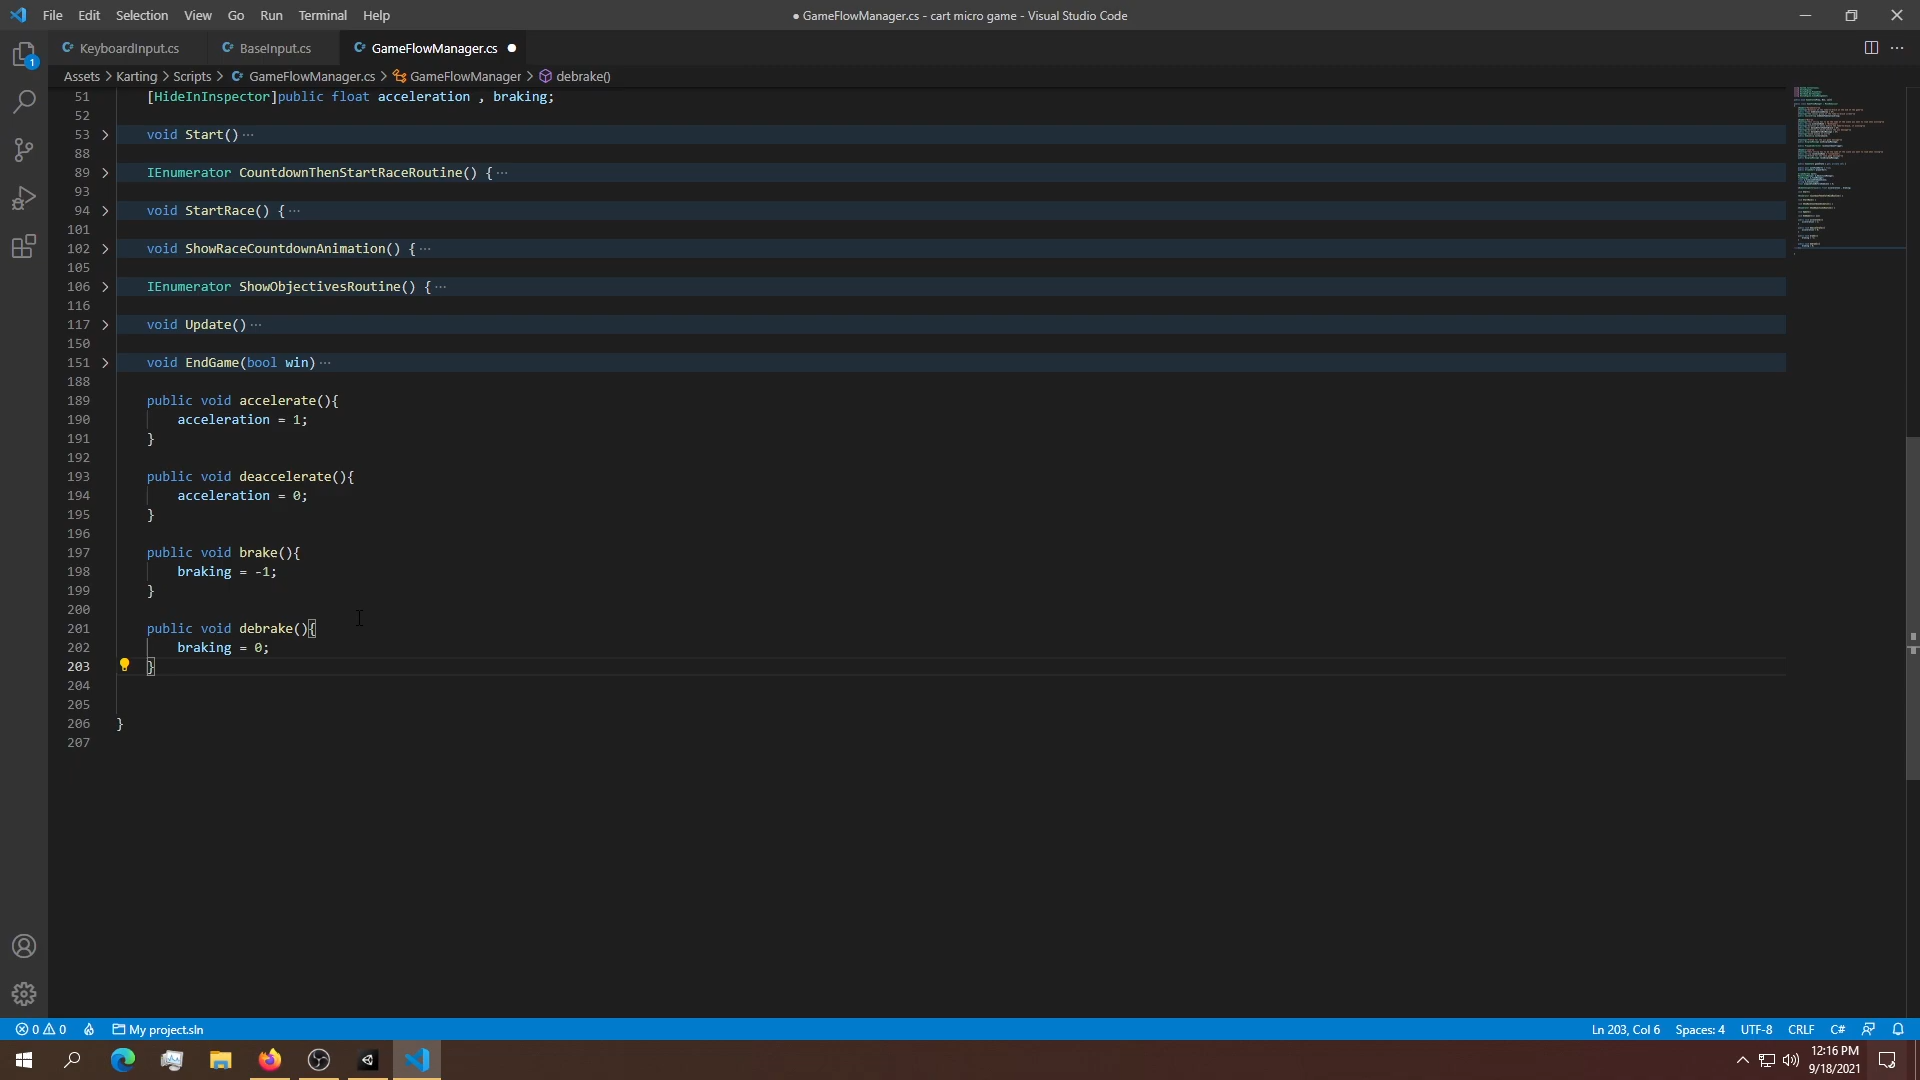 File Edit Selection View Go Run Terminal Help
● GameFlowManager.cs - cart micro game - Visual Studio Code
KeyboardInput.cs BaseInput.cs GameFlowManager.cs
Assets > Karting > Scripts > GameFlowManager.cs > GameFlowManager > debrake()
1
51 [HideInInspector]public float acceleration , braking;
52
53 void Start()···
88
89 IEnumerator CountdownThenStartRaceRoutine() {···
93
94 void StartRace() {···
101
102 void ShowRaceCountdownAnimation() {···
105
106 IEnumerator ShowObjectivesRoutine() {···
116
117 void Update()···
150
151 void EndGame(bool win)···
188
189 public void accelerate(){
190 acceleration = 1;
191 }
192
193 public void deaccelerate(){
194 acceleration = 0;
195 }
196
197 public void brake(){
198 braking = -1;
199 }
200
201 public void debrake(){
202 braking = 0;
203 }
204
205
206 }
207
0 0 My project.sln
Ln 203, Col 6 Spaces: 4 UTF-8 CRLF C#
12:16 PM
9/18/2021